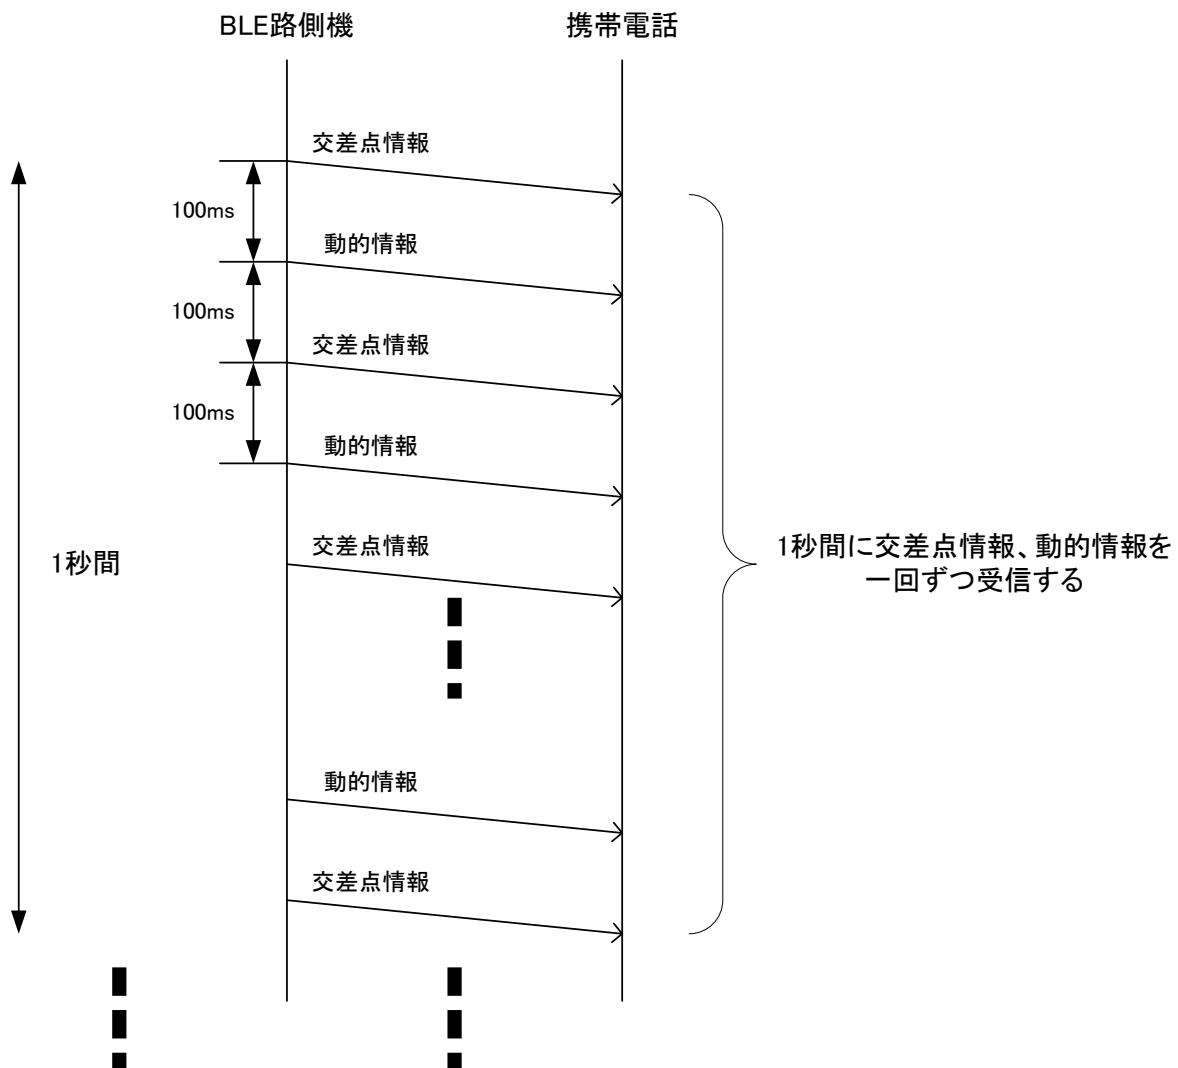 BLE路側機
携帯電話
交差点情報
100ms
動的情報
100ms
交差点情報
100ms
動的情報
交差点情報
1秒間
1秒間に交差点情報、動的情報を
一回ずつ受信する
動的情報
交差点情報